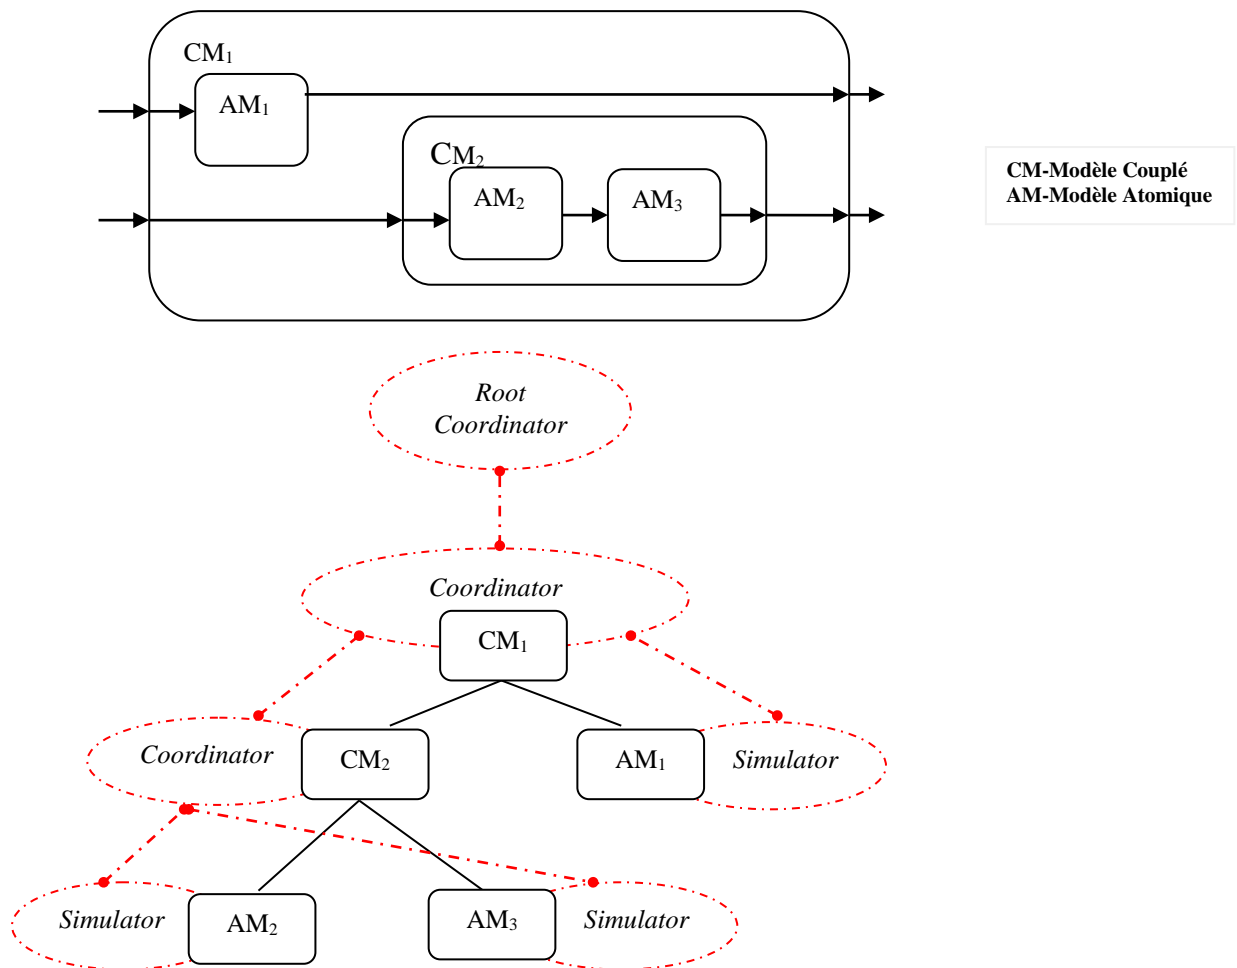 CM₁
AM₁
CM₂
AM₂
AM₃
CM-Modèle Couplé
AM-Modèle Atomique
Root
Coordinator
Coordinator
CM₁
Coordinator
CM₂
AM₁
Simulator
Simulator
AM₂
AM₃
Simulator